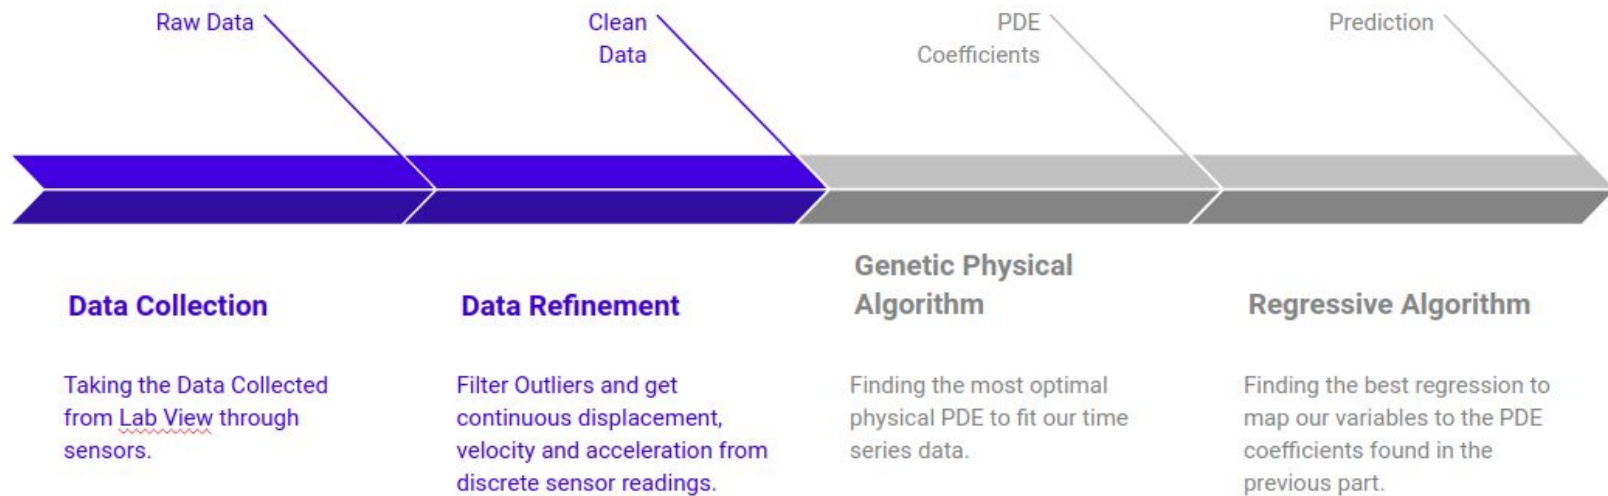 Raw Data
Clean
Data
PDE
Coefficients
Prediction
Data Collection
Taking the Data Collected
from Lab View through
sensors.
Data Refinement
Filter Outliers and get
continuous displacement,
velocity and acceleration from
discrete sensor readings.
Genetic Physical
Algorithm
Finding the most optimal
physical PDE to fit our time
series data.
Regressive Algorithm
Finding the best regression to
map our variables to the PDE
coefficients found in the
previous part.